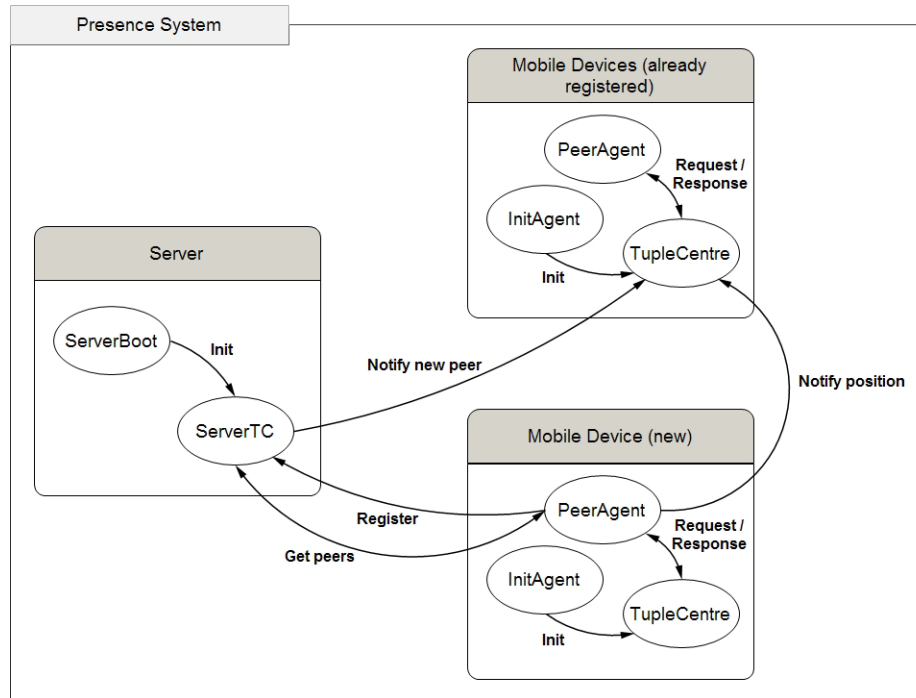 Presence System
Mobile Devices (already
registered)
PeerAgent
Request /
Response
InitAgent
TupleCentre
Init
Server
ServerBoot
Init
ServerTC
Notify new peer
Notify position
Mobile Device (new)
PeerAgent
Register
Request /
Response
Get peers
InitAgent
TupleCentre
Init